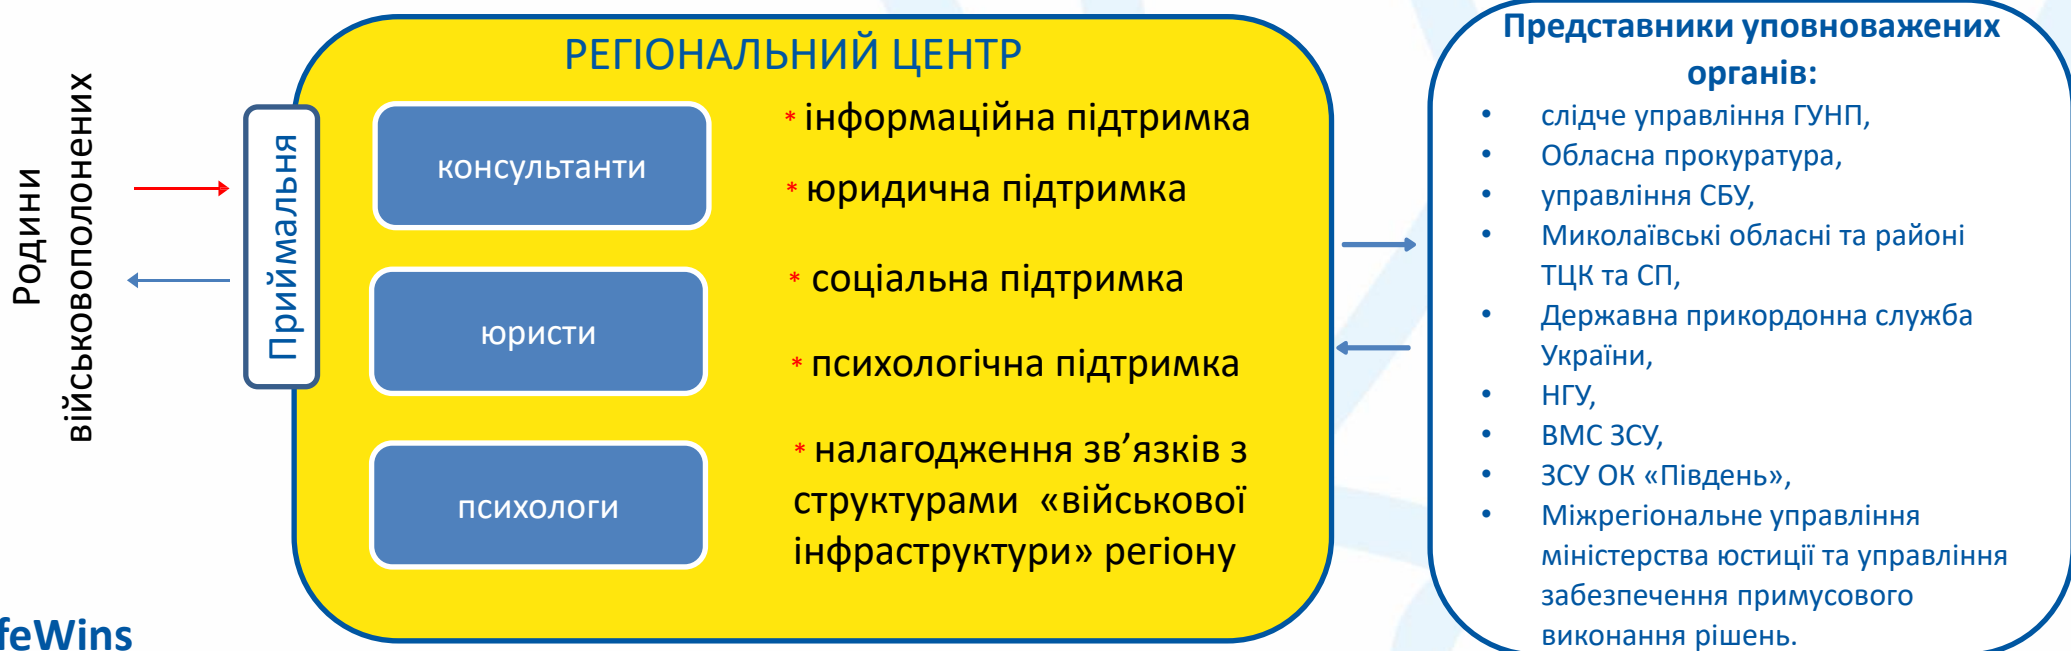 Родини
військовополонених
Приймальня
РЕГІОНАЛЬНИЙ ЦЕНТР
консультанти
юристи
психологи
* інформаційна підтримка
* юридична підтримка
* соціальна підтримка
* психологічна підтримка
* налагодження зв’язків з
структурами «військової
інфраструктури» регіону
Представники уповноважених
органів:
• слідче управління ГУНП,
• Обласна прокуратура,
• управління СБУ,
• Миколаївські обласні та районі
ТЦК та СП,
• Державна прикордонна служба
України,
• НГУ,
• ВМС ЗСУ,
• ЗСУ ОК «Південь»,
• Міжрегіональне управління
міністерства юстиції та управління
забезпечення примусового
виконання рішень.
feWins